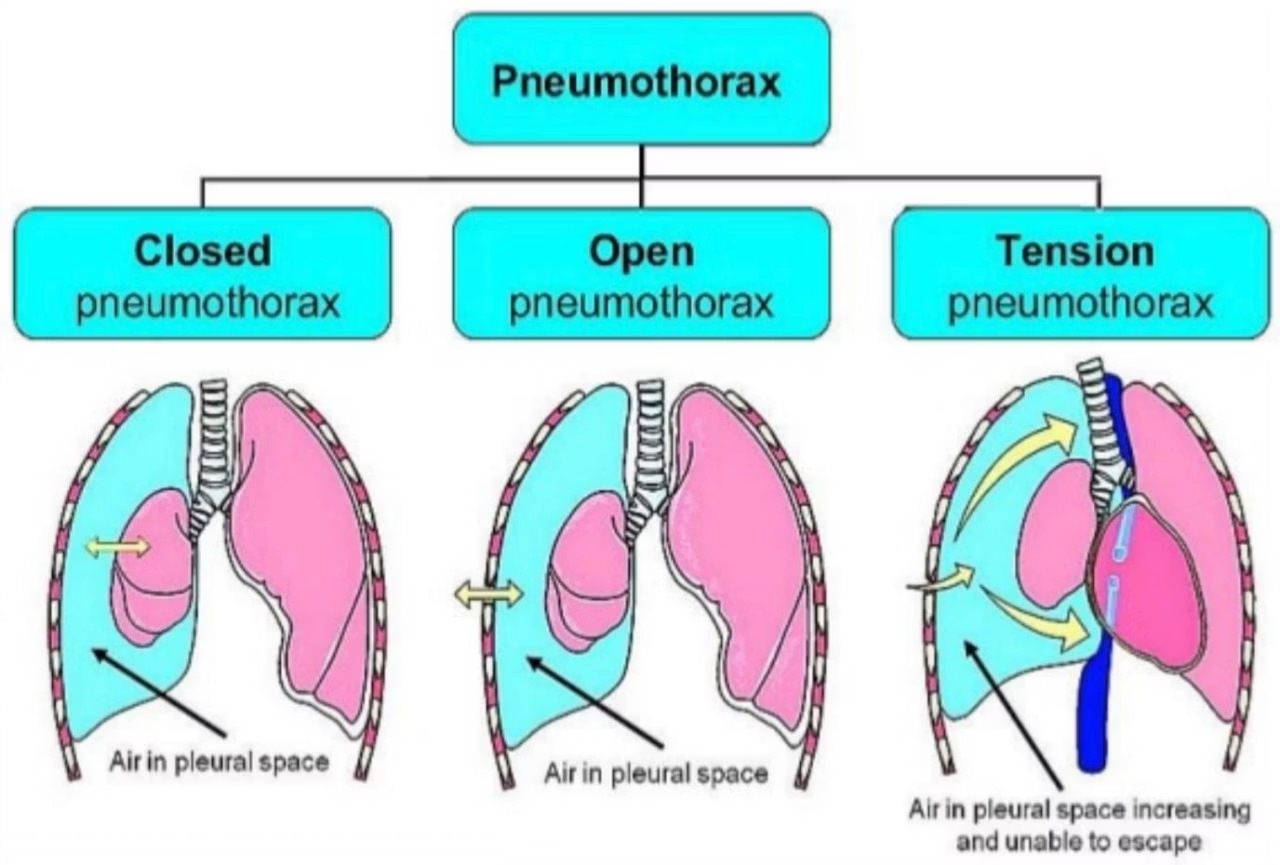 Pneumothorax
Closed
pneumothorax
Open
pneumothorax
Tension
pneumothorax
Air in pleural space
Air in pleural space
Air in pleural space increasing
and unable to escape